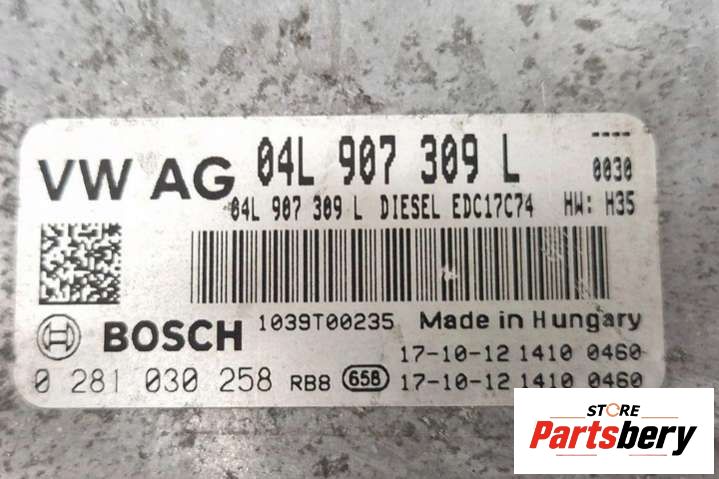 VW AG 04L 907 309 L ----
0030
04L 907 309 L DIESEL EDC17C74 HW: H35
BOSCH 1039T00235 Made in Hungary
17-10-12 1410 0460
0 281 030 258 RB8 658 17-10-12 1410 0460
STORE
Partsbery